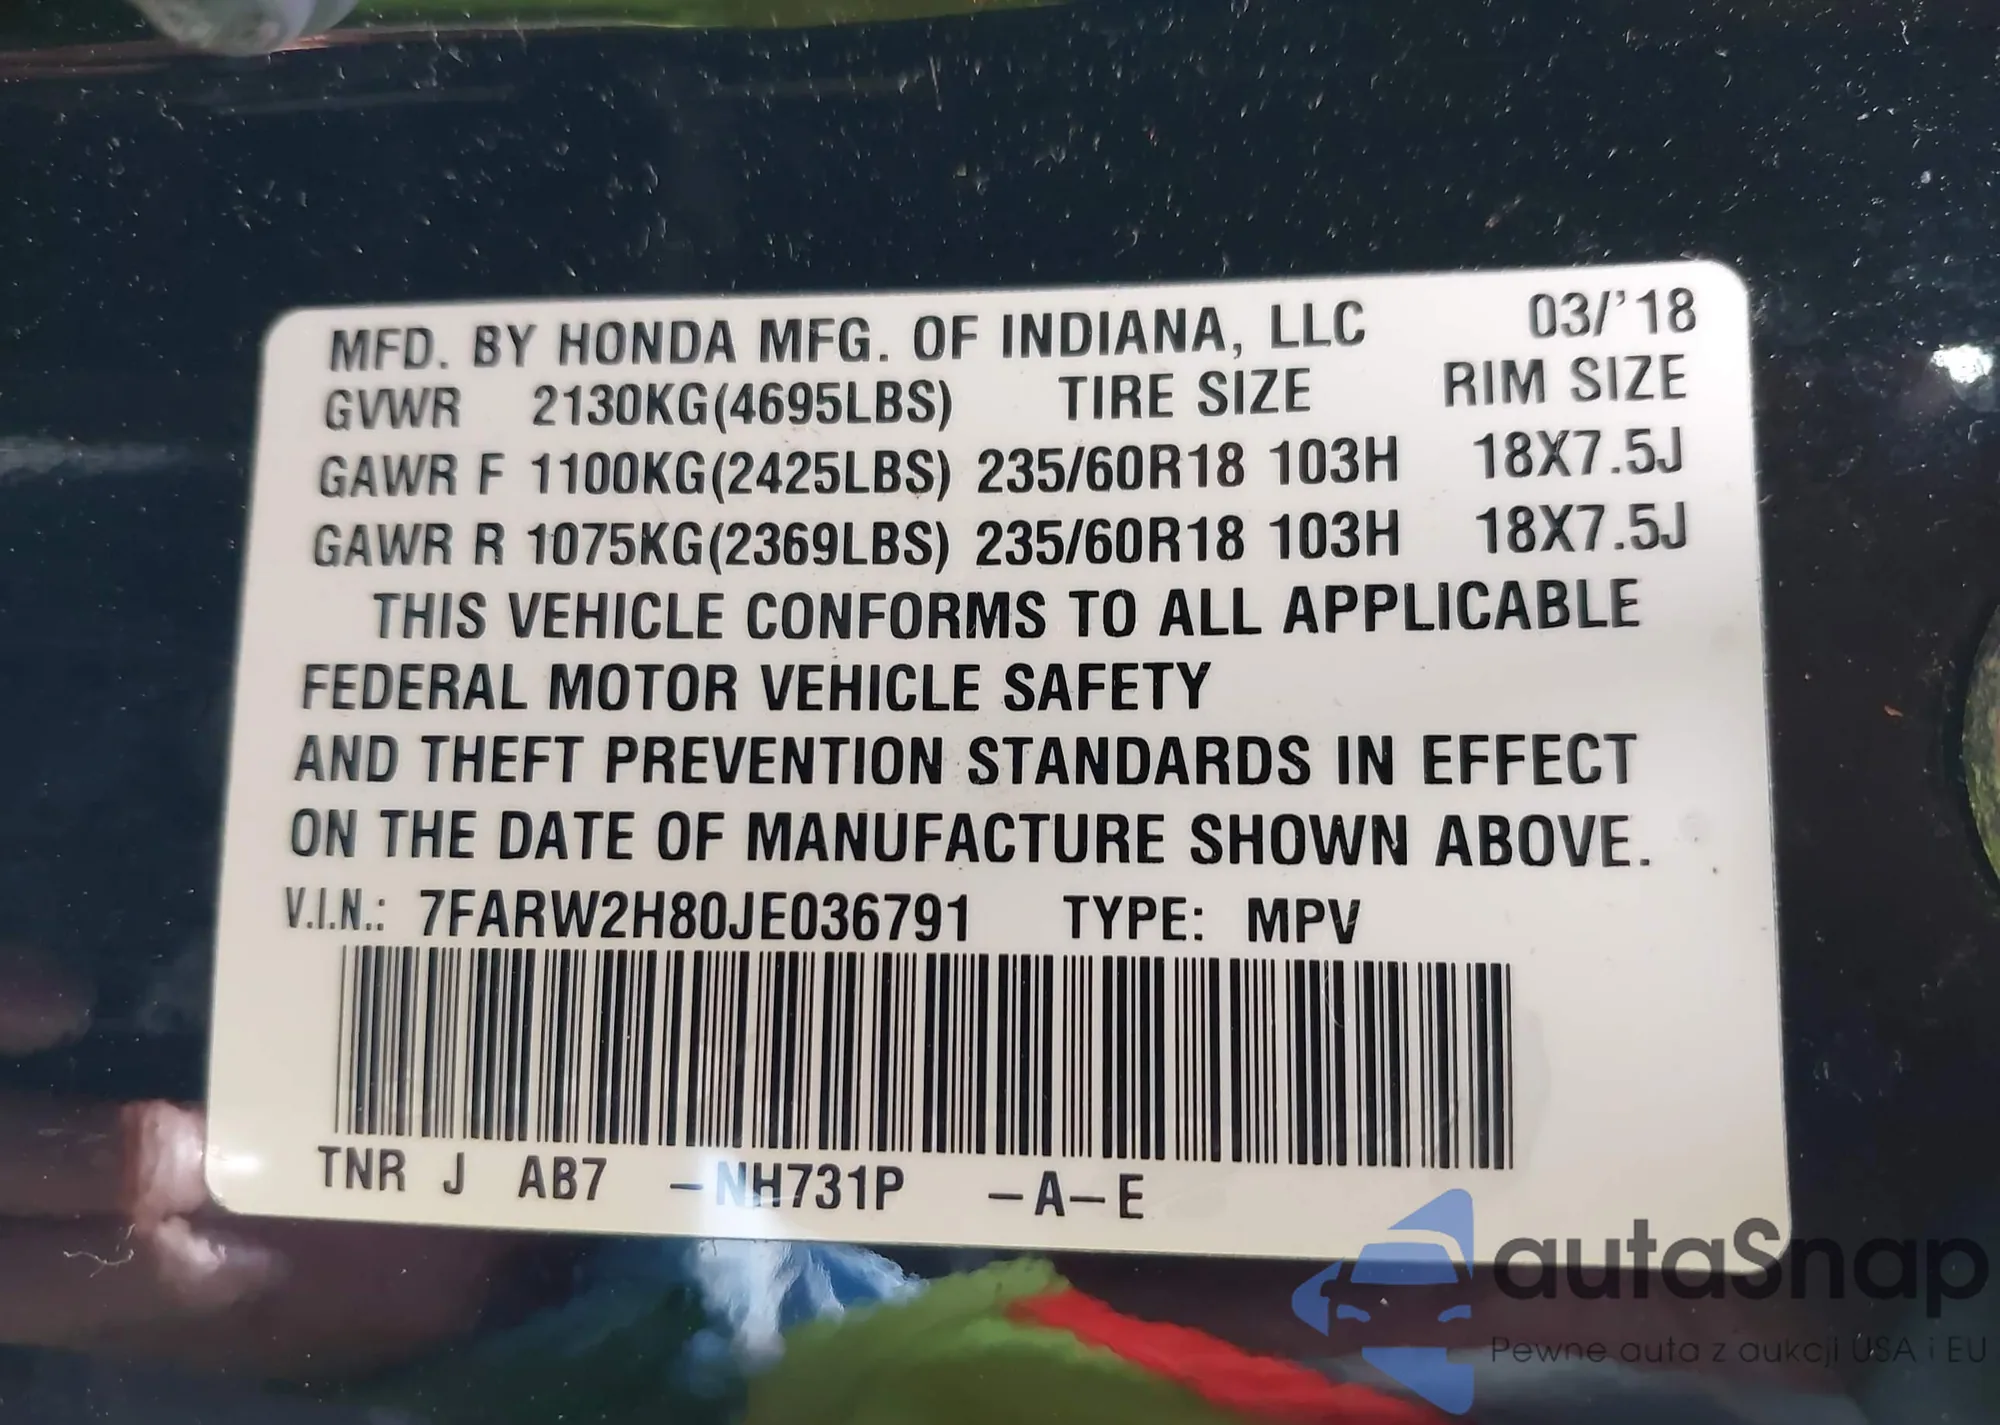 MFD. BY HONDA MFG. OF INDIANA, LLC 03/'18
GVWR 2130KG(4695LBS) TIRE SIZE RIM SIZE
GAWR F 1100KG(2425LBS) 235/60R18 103H 18X7.5J
GAWR R 1075KG(2369LBS) 235/60R18 103H 18X7.5J
THIS VEHICLE CONFORMS TO ALL APPLICABLE
FEDERAL MOTOR VEHICLE SAFETY
AND THEFT PREVENTION STANDARDS IN EFFECT
ON THE DATE OF MANUFACTURE SHOWN ABOVE.
V.I.N.: 7FARW2H80JE036791 TYPE: MPV
TNR J AB7 –NH731P –A–E
autaSnap
Pewne auta z aukcji USA i EU